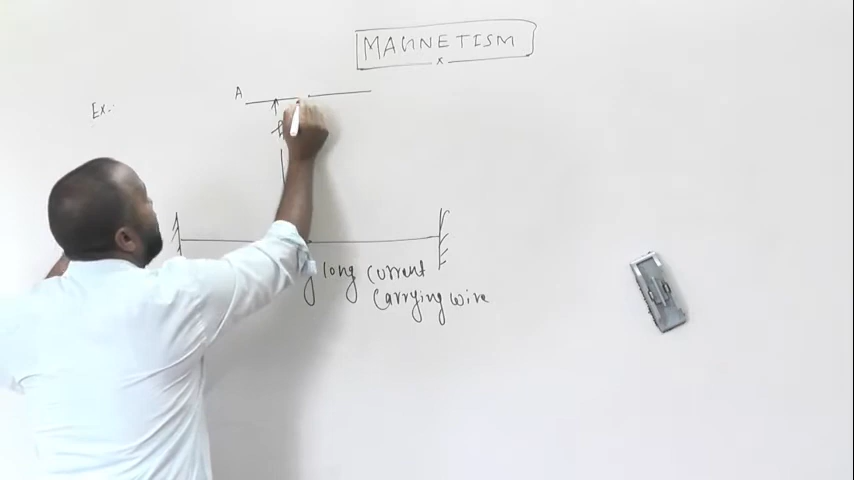 MAGNETISM
x
A
Ex.:
long current
carrying wire